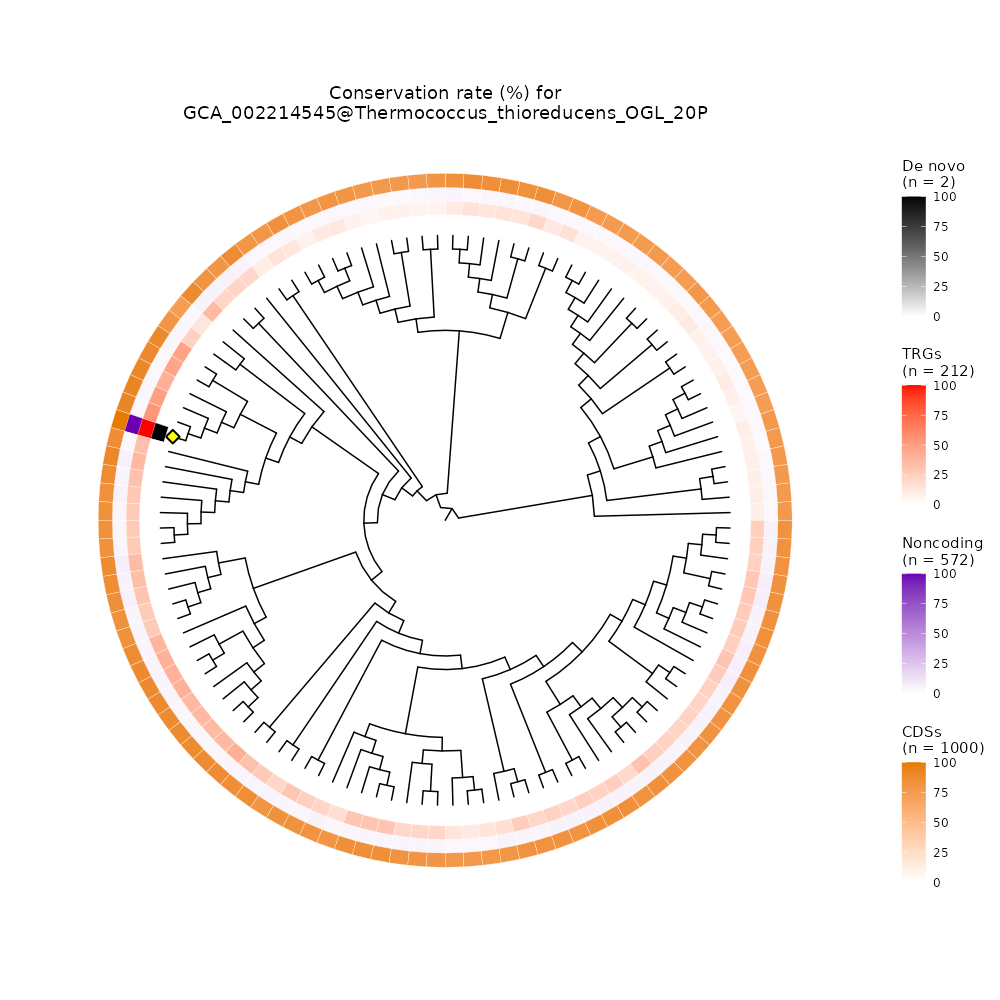 Conservation rate (%) for
GCA_002214545@Thermococcus_thioreducens_OGL_20P
De novo
(n = 2)
100
75
50
25
0
TRGs
(n = 212)
100
75
50
25
0
Noncoding
(n = 572)
100
75
50
25
0
CDSs
(n = 1000)
100
75
50
25
0